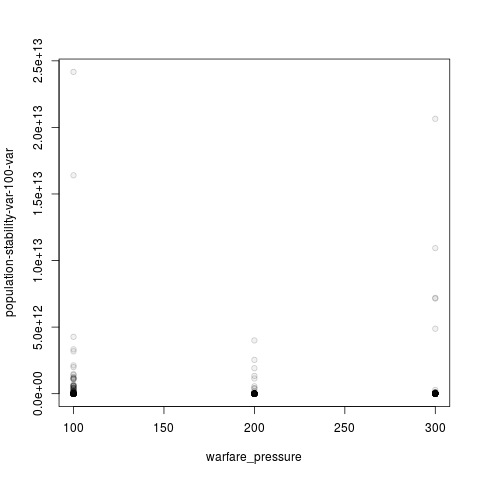 population-stability-var-100-var
2.5e+13
2.0e+13
1.5e+13
1.0e+13
5.0e+12
0.0e+00
100
150
200
250
300
warfare_pressure